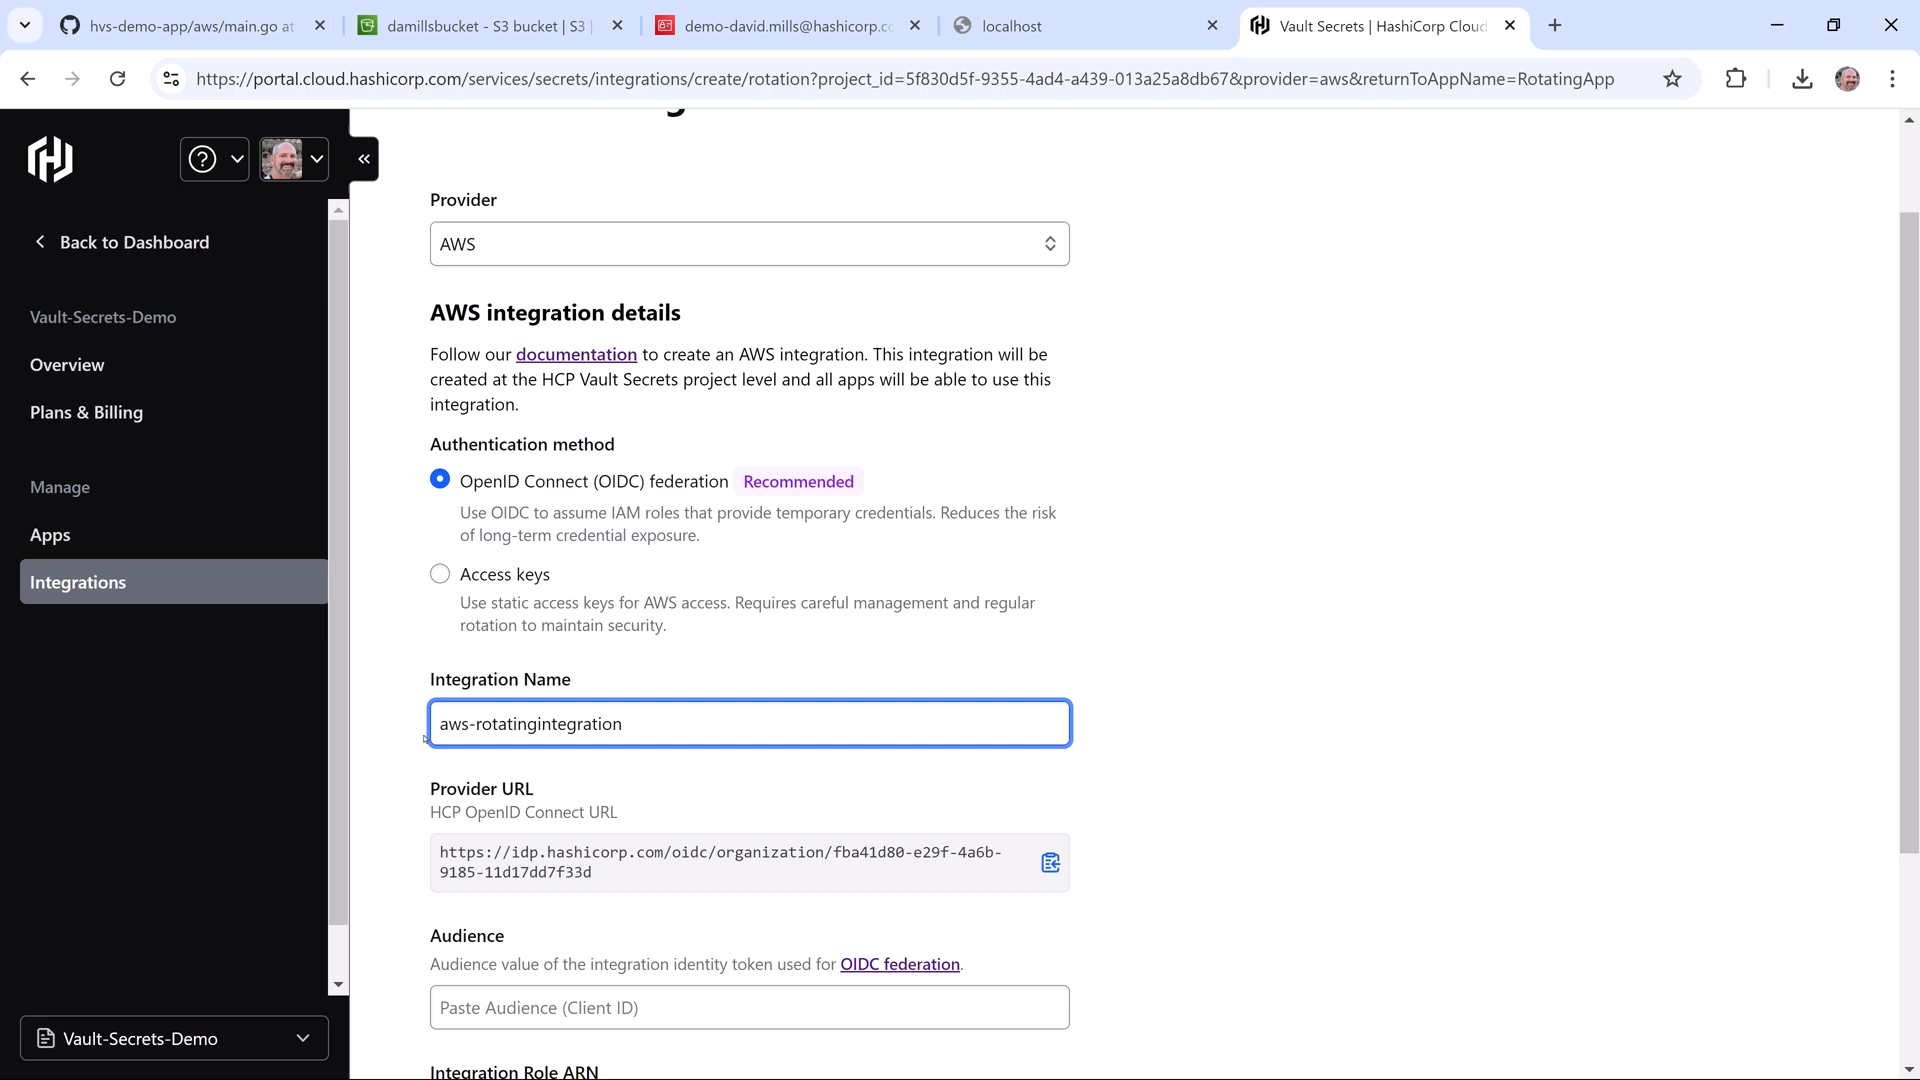 hvs-demo-app/aws/main.go at
damillsbucket - S3 bucket | S3 |
demo-david.mills@hashicorp.cc
localhost
Vault Secrets | HashiCorp Cloud
https://portal.cloud.hashicorp.com/services/secrets/integrations/create/rotation?project_id=5f830d5f-9355-4ad4-a439-013a25a8db67&provider=aws&returnToAppName=RotatingApp
Back to Dashboard
Vault-Secrets-Demo
Overview
Plans & Billing
Manage
Apps
Integrations
Vault-Secrets-Demo
Provider
AWS
AWS integration details
Follow our documentation to create an AWS integration. This integration will be
created at the HCP Vault Secrets project level and all apps will be able to use this
integration.
Authentication method
OpenID Connect (OIDC) federation Recommended
Use OIDC to assume IAM roles that provide temporary credentials. Reduces the risk
of long-term credential exposure.
Access keys
Use static access keys for AWS access. Requires careful management and regular
rotation to maintain security.
Integration Name
aws-rotatingintegration
Provider URL
HCP OpenID Connect URL
https://idp.hashicorp.com/oidc/organization/fba41d80-e29f-4a6b-
9185-11d17dd7f33d
Audience
Audience value of the integration identity token used for OIDC federation.
Paste Audience (Client ID)
Integration Role ARN